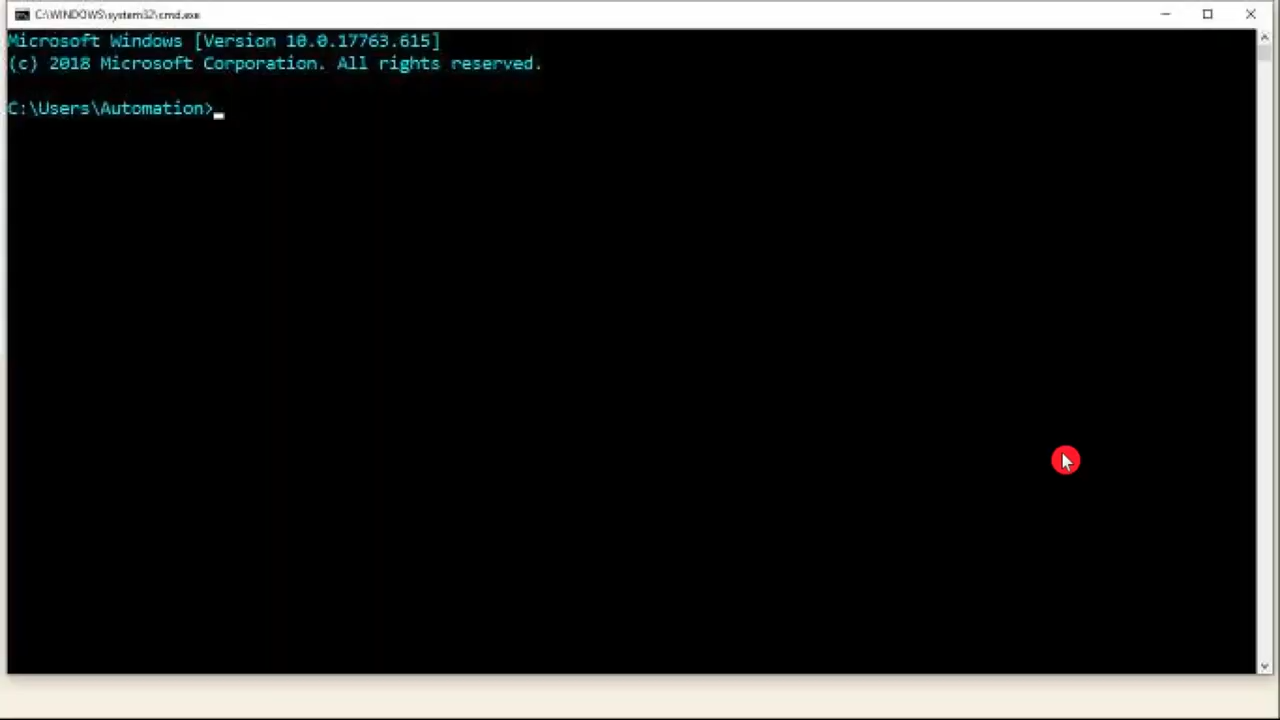 C:\WINDOWS\system32\cmd.exe
Microsoft Windows [Version 10.0.17763.615]
(c) 2018 Microsoft Corporation. All rights reserved.
C:\Users\Automation>